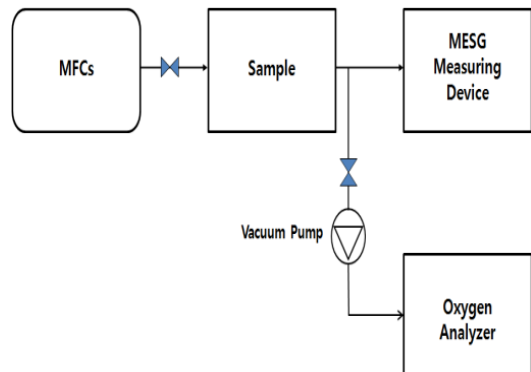 MFCs
Sample
MESG
Measuring
Device
Vacuum Pump
Oxygen
Analyzer